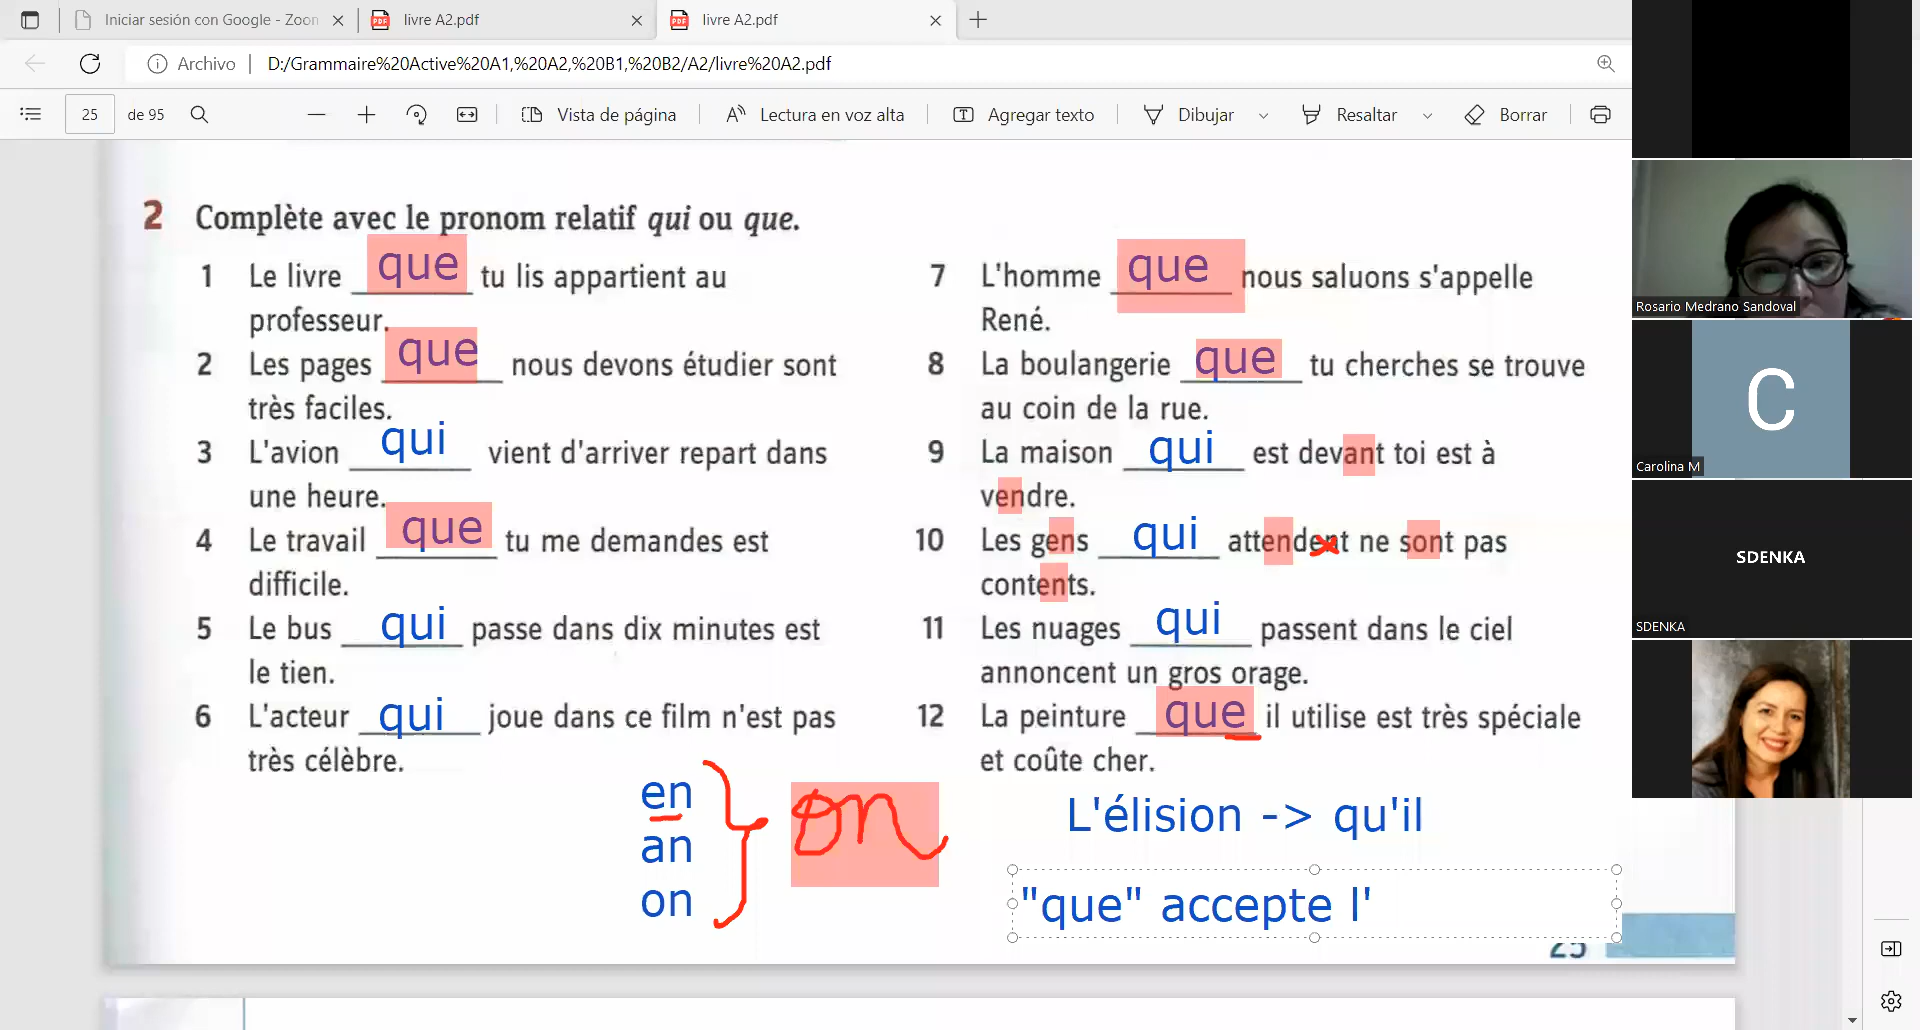 Iniciar sesión con Google - Zoon
livre A2.pdf
livre A2.pdf
Archivo
D:/Grammaire%20Active%20A1,%20A2,%20B1,%20B2/A2/livre%20A2.pdf
25 de 95
Vista de página
Lectura en voz alta
Agregar texto
Dibujar
Resaltar
Borrar
2 Complète avec le pronom relatif qui ou que.
1 Le livre que tu lis appartient au
professeur.
2 Les pages que nous devons étudier sont
très faciles.
3 L'avion qui vient d'arriver repart dans
une heure.
4 Le travail que tu me demandes est
difficile.
5 Le bus qui passe dans dix minutes est
le tien.
6 L'acteur qui joue dans ce film n'est pas
très célèbre.
7 L'homme que nous saluons s'appelle
René.
8 La boulangerie que tu cherches se trouve
au coin de la rue.
9 La maison qui est devant toi est à
vendre.
10 Les gens qui attendent ne sont pas
contents.
11 Les nuages qui passent dans le ciel
annoncent un gros orage.
12 La peinture que il utilise est très spéciale
et coûte cher.
en
an
on
on
L'élision -> qu'il
"que" accepte l'
25
Rosario Medrano Sandoval
C
Carolina M
SDENKA
SDENKA